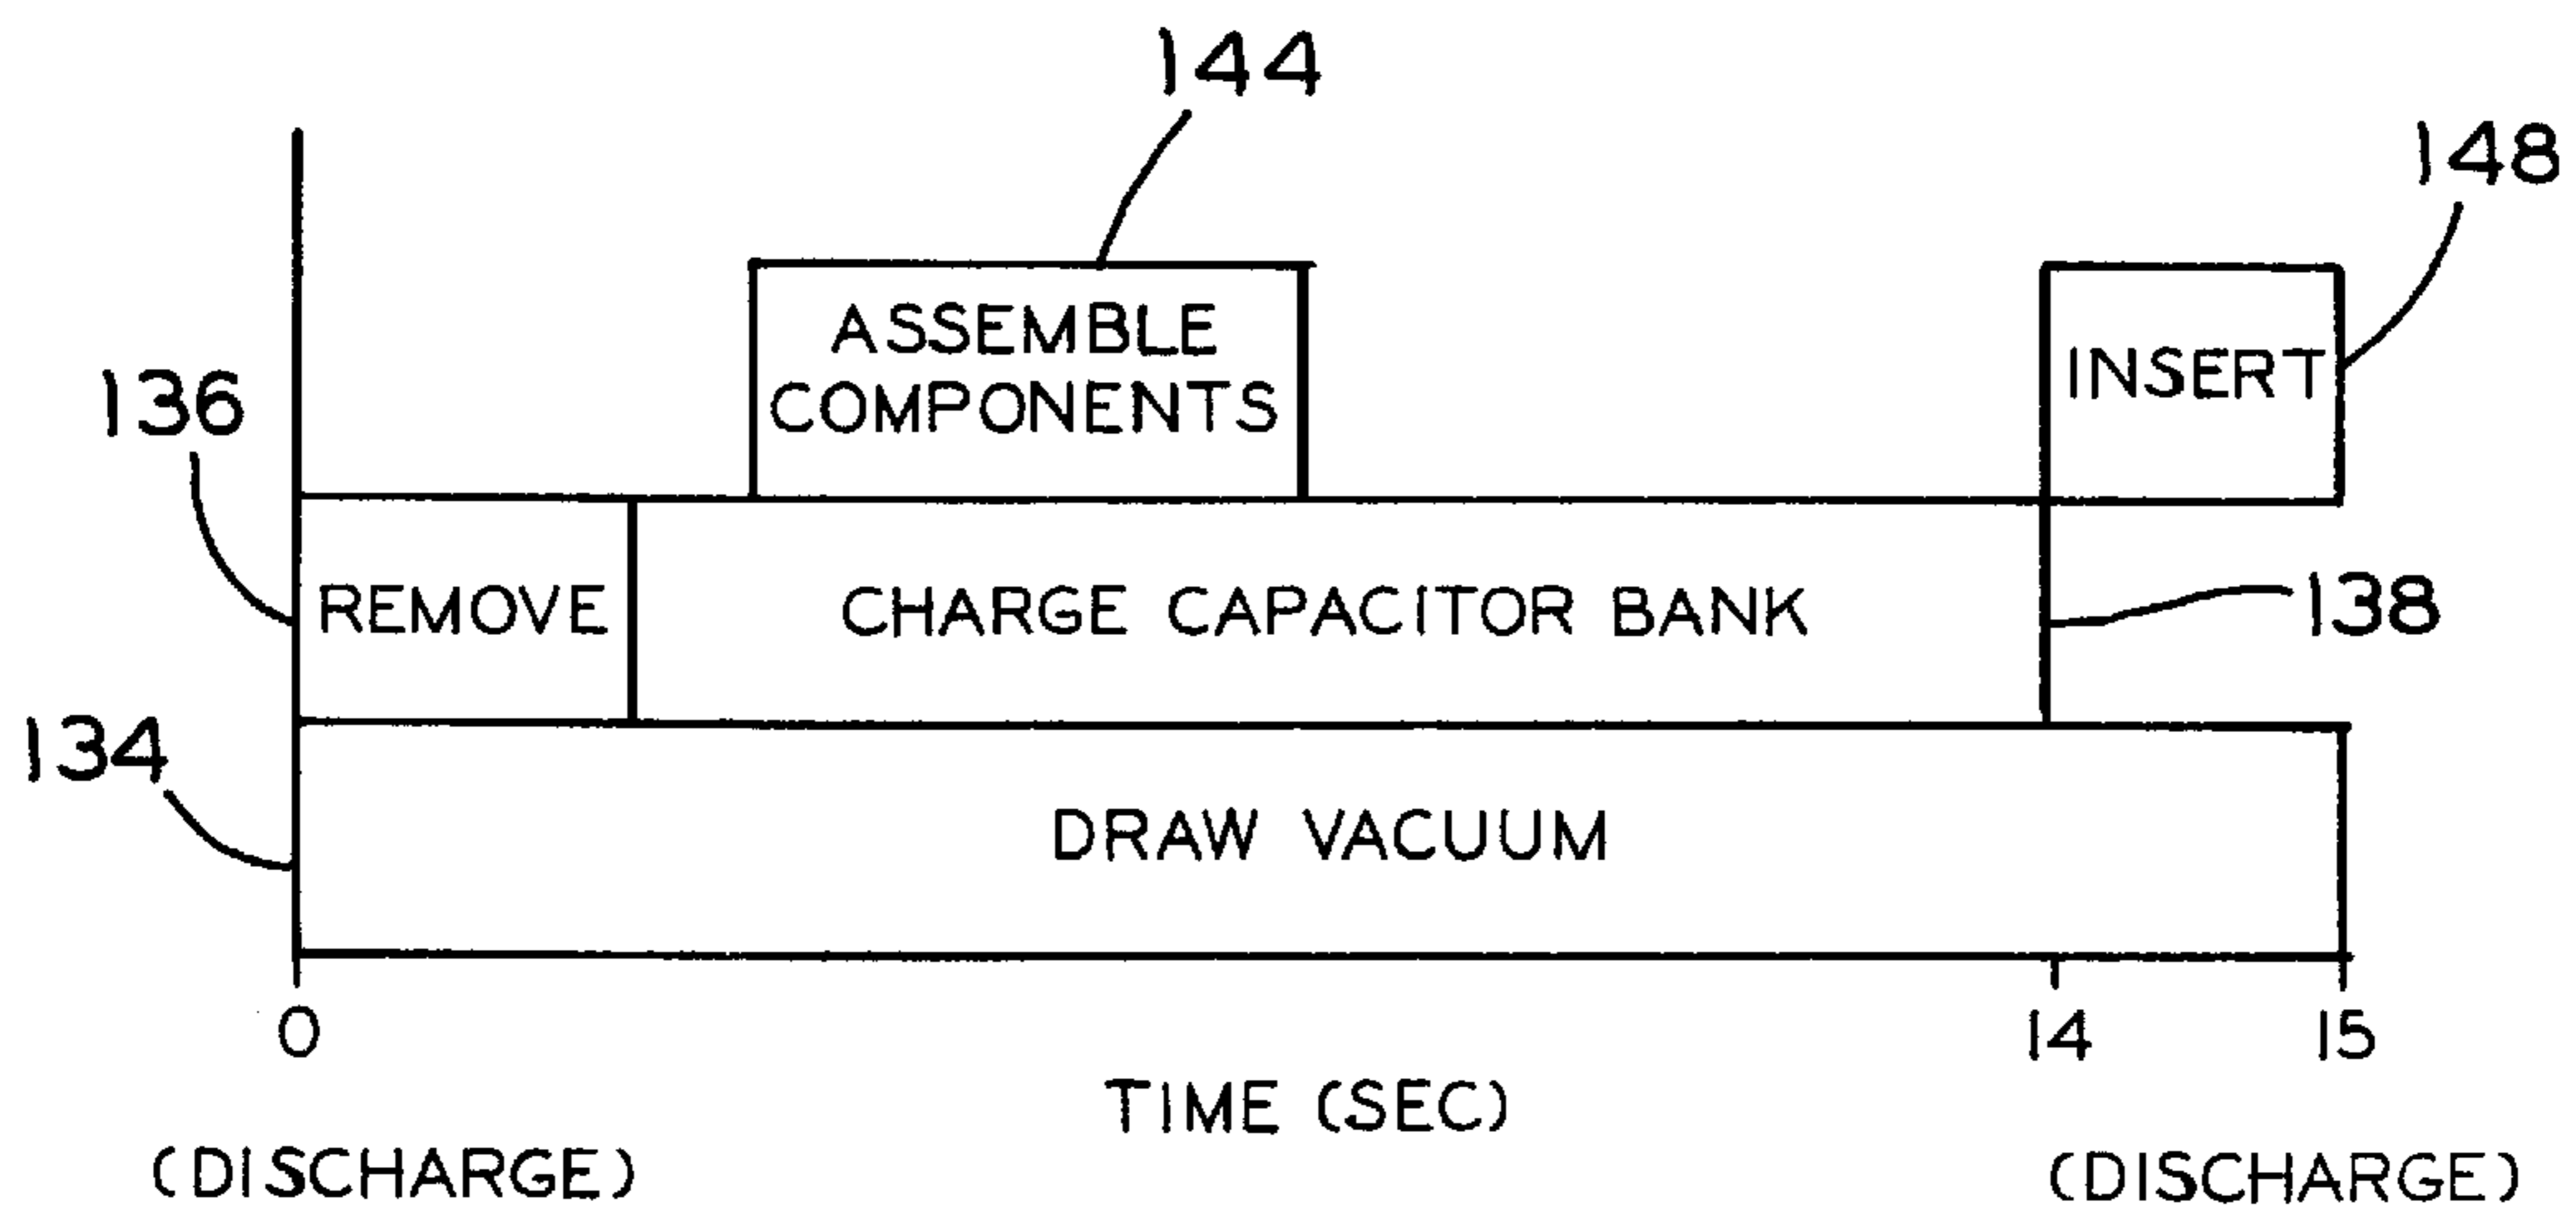 144
148
ASSEMBLE
COMPONENTS
INSERT
136
REMOVE
CHARGE CAPACITOR BANK
138
134
DRAW VACUUM
0
14
15
TIME (SEC)
(DISCHARGE)
(DISCHARGE)